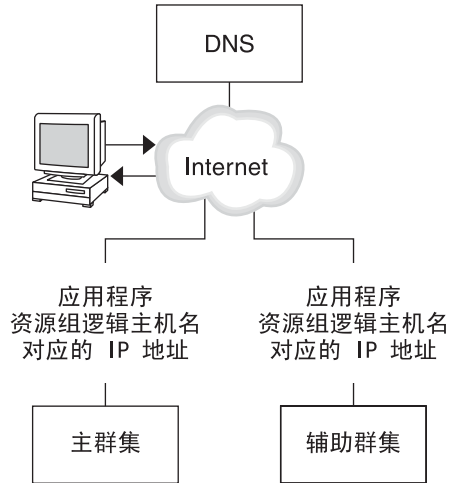 DNS
Internet
应用程序
资源组逻辑主机名
对应的 IP 地址
应用程序
资源组逻辑主机名
对应的 IP 地址
主群集
辅助群集